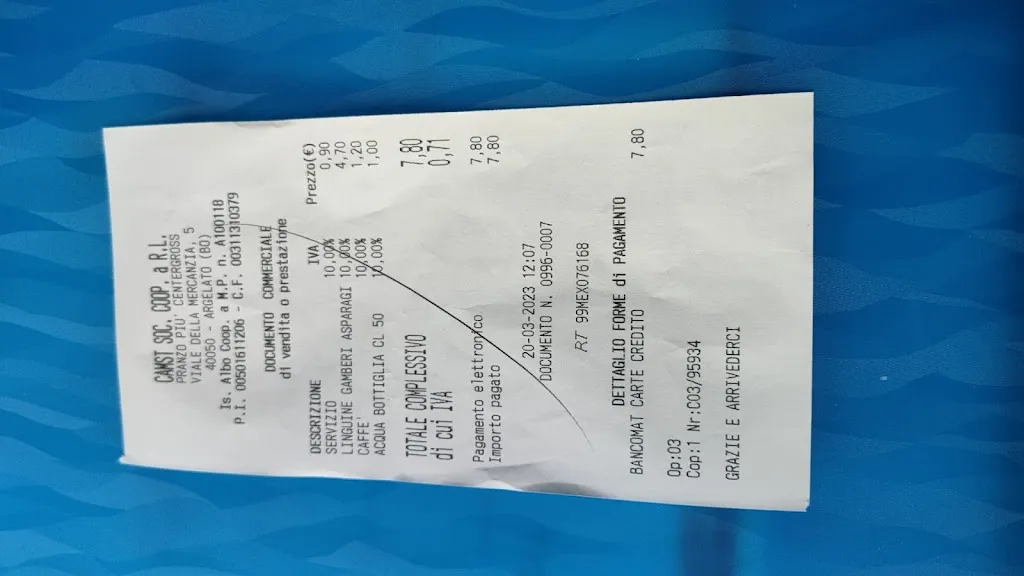 CAMST SOC. COOP. a R.L.
PRANZO PIU' CENTERGROSS
VIALE DELLA MERCANZIA, 5
40050 - ARGELATO (BO)
Is. Albo Coop. a M.P. n. A100118
P.I. 00501611206 - C.F. 00311310379
DOCUMENTO COMMERCIALE
di vendita o prestazione
DESCRIZIONE IVA Prezzo(€)
SERVIZIO 10,00% 0,90
LINGUINE GAMBERI ASPARAGI 10,00% 4,70
CAFFE' 10,00% 1,20
ACQUA BOTTIGLIA CL 50 10,00% 1,00
TOTALE COMPLESSIVO 7,80
di cui IVA 0,71
Pagamento elettronico 7,80
Importo pagato 7,80
20-03-2023 12:07
DOCUMENTO N. 0996-0007
RT 99MEX076168
DETTAGLIO FORME di PAGAMENTO
BANCOMAT CARTE CREDITO 7,80
Op:03
Cop:1 Nr:C03/95934
GRAZIE E ARRIVEDERCI